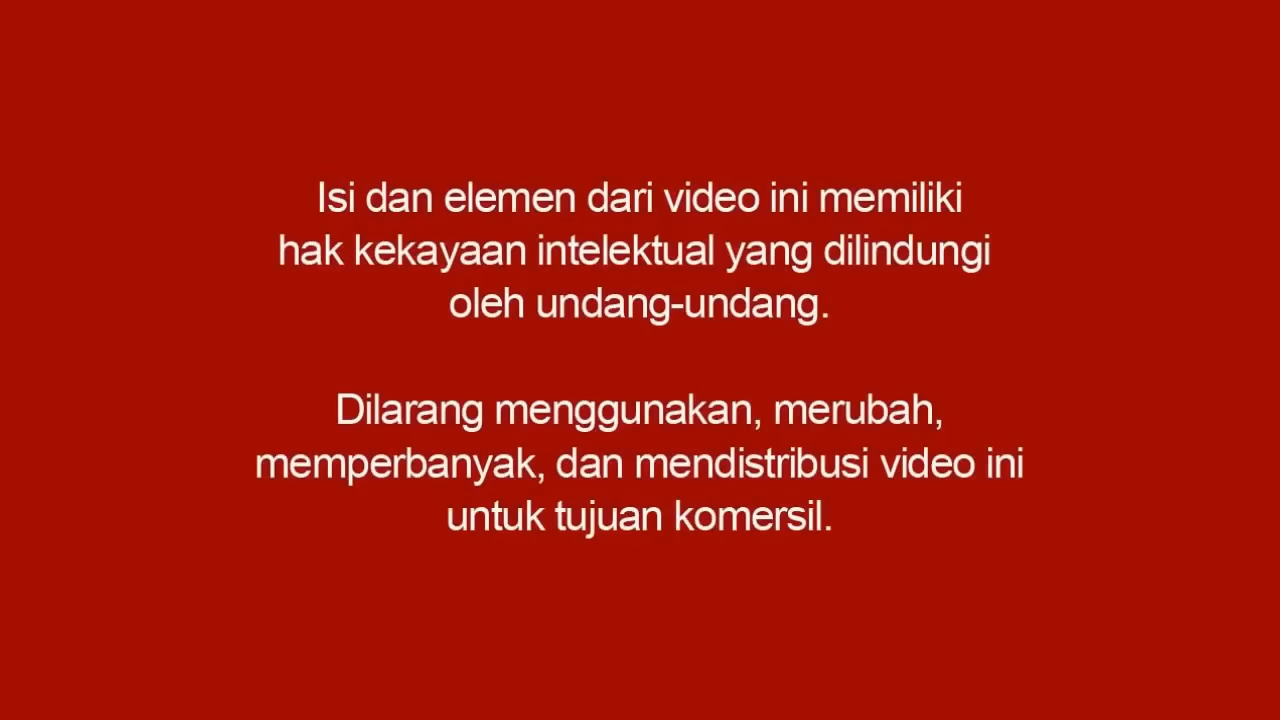 Isi dan elemen dari video ini memiliki
hak kekayaan intelektual yang dilindungi
oleh undang-undang.
Dilarang menggunakan, merubah,
memperbanyak, dan mendistribusi video ini
untuk tujuan komersil.